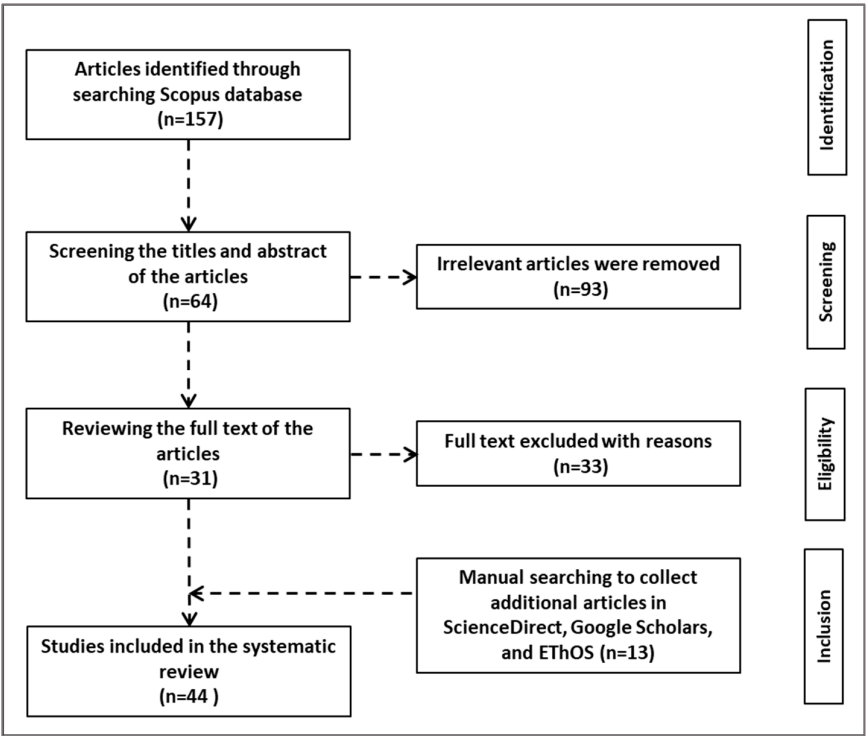 Articles identified through
searching Scopus database
(n=157)
Identification
Screening the titles and abstract
of the articles
(n=64)
Irrelevant articles were removed
(n=93)
Screening
Reviewing the full text of the
articles
(n=31)
Full text excluded with reasons
(n=33)
Eligibility
Manual searching to collect
additional articles in
ScienceDirect, Google Scholars,
and EThOS (n=13)
Studies included in the systematic
review
(n=44 )
Inclusion